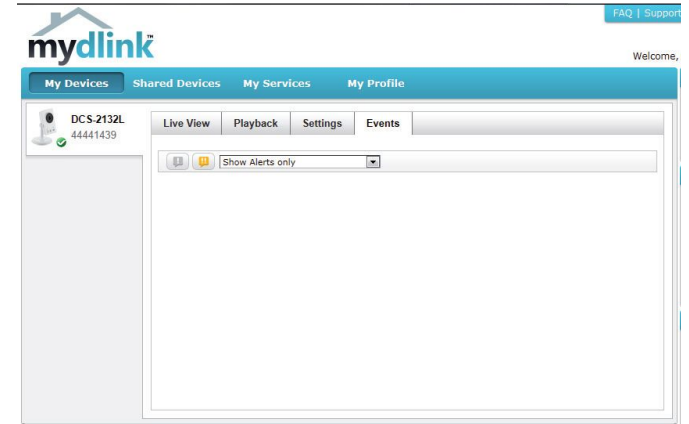 FAQ | Support
mydlink™
Welcome,
My Devices Shared Devices My Services My Profile
DCS-2132L
44441439
Live View Playback Settings Events
Show Alerts only